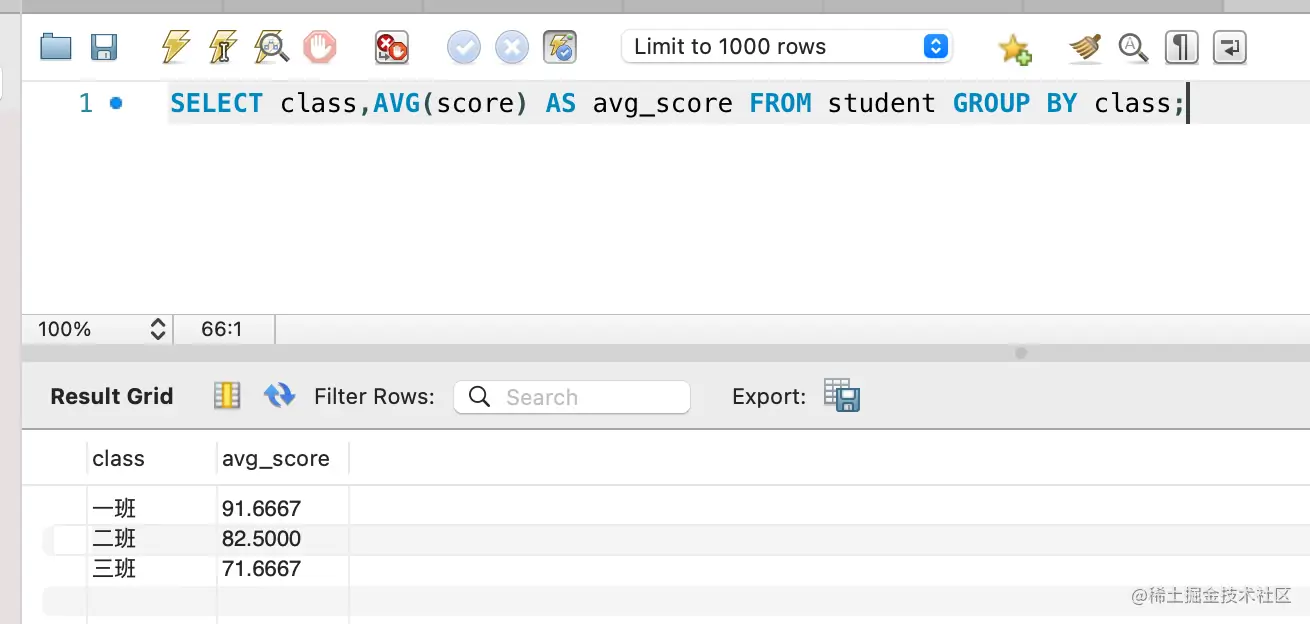 Limit to 1000 rows
1 SELECT class,AVG(score) AS avg_score FROM student GROUP BY class;
100% 66:1
Result Grid Filter Rows: Search Export:
class avg_score
一班 91.6667
二班 82.5000
三班 71.6667
@稀土掘金技术社区